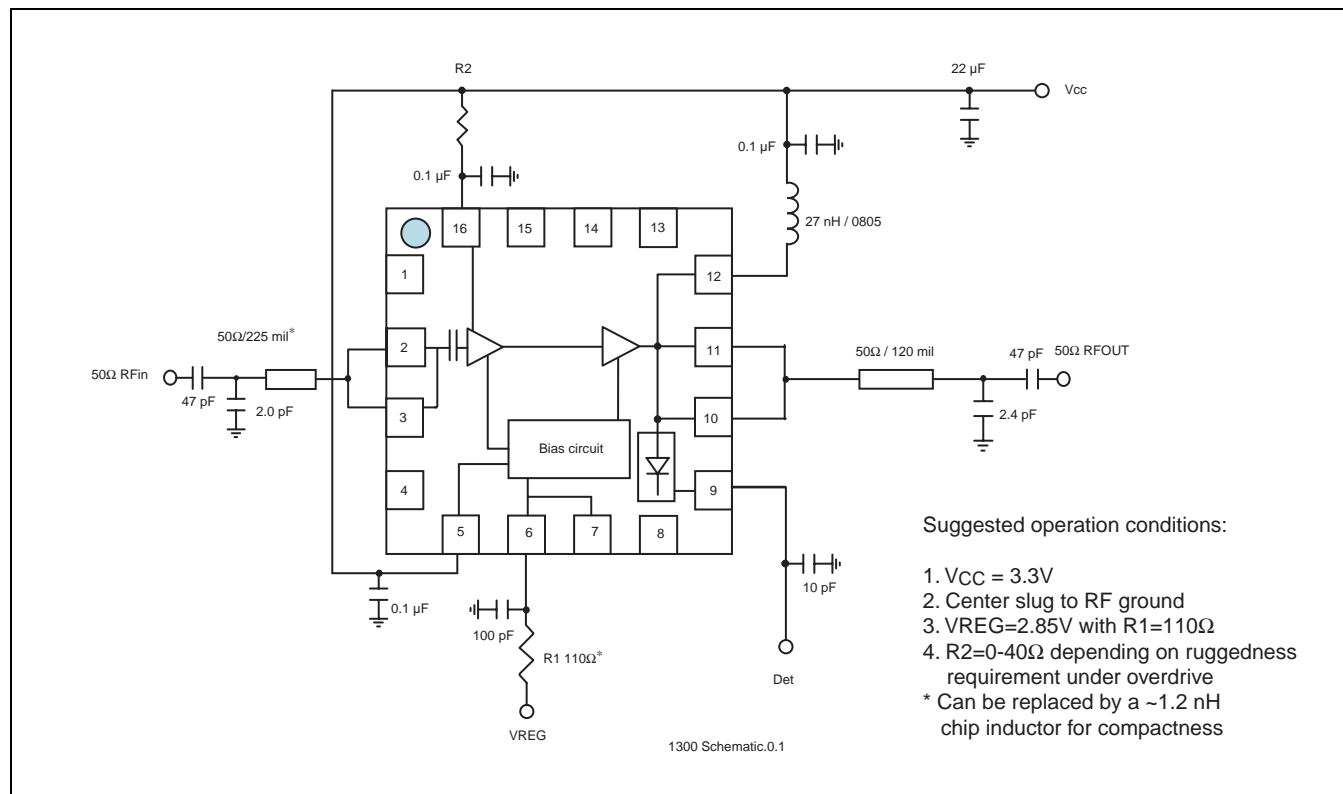 R2
22 µF
Vcc
0.1 µF
0.1 µF
27 nH / 0805
16
15
14
13
1
12
50Ω/225 mil*
2
11
50Ω / 120 mil
47 pF
50Ω RFOUT
50Ω RFin
47 pF
2.0 pF
3
10
2.4 pF
Bias circuit
4
9
5
6
7
8
Suggested operation conditions:
1. VCC = 3.3V
2. Center slug to RF ground
3. VREG=2.85V with R1=110Ω
4. R2=0-40Ω depending on ruggedness
requirement under overdrive
* Can be replaced by a ~1.2 nH
chip inductor for compactness
10 pF
0.1 µF
100 pF
R1 110Ω*
Det
VREG
1300 Schematic.0.1